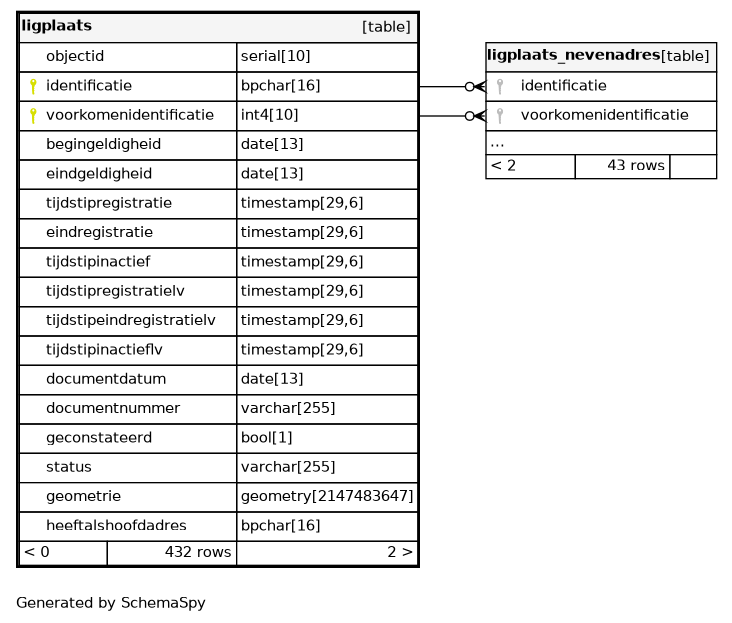 ligplaats [table]
objectid serial[10]
identificatie bpchar[16]
voorkomenidentificatie int4[10]
begingeldigheid date[13]
eindgeldigheid date[13]
tijdstipregistratie timestamp[29,6]
eindregistratie timestamp[29,6]
tijdstipinactief timestamp[29,6]
tijdstipregistratielv timestamp[29,6]
tijdstipeindregistratielv timestamp[29,6]
tijdstipinactieflv timestamp[29,6]
documentdatum date[13]
documentnummer varchar[255]
geconstateerd bool[1]
status varchar[255]
geometrie geometry[2147483647]
heeftalshoofdadres bpchar[16]
< 0 432 rows 2 >
ligplaats_nevenadres[table]
identificatie
voorkomenidentificatie
...
< 2 43 rows
Generated by SchemaSpy